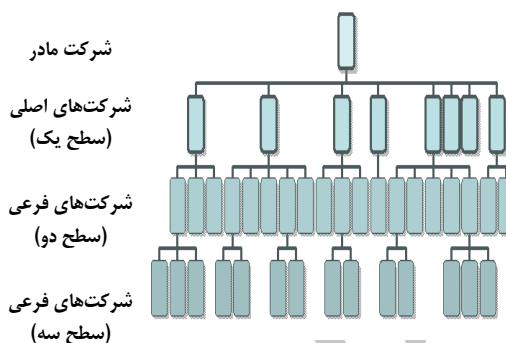 شرکت مادر
شرکت‌های اصلی
(سطح یک)
شرکت‌های فرعی
(سطح دو)
شرکت‌های فرعی
(سطح سه)